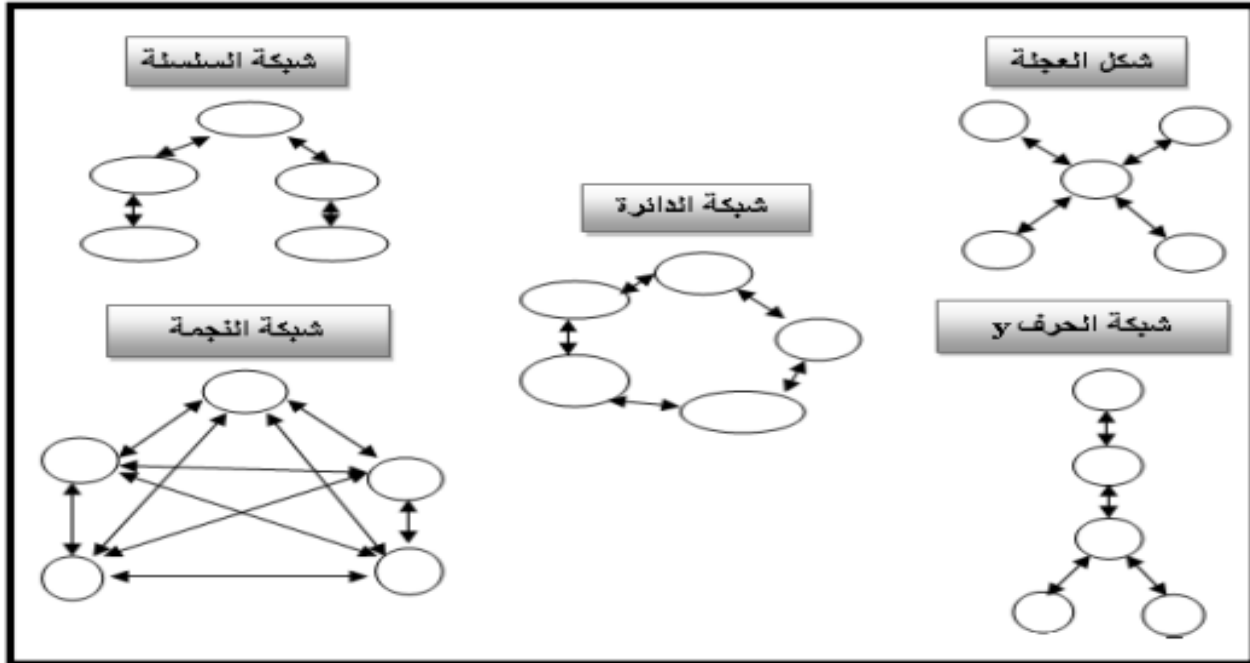 شكل العجلة
شبكة السلسلة
شبكة الدائرة
شبكة الحرف y
شبكة النجمة